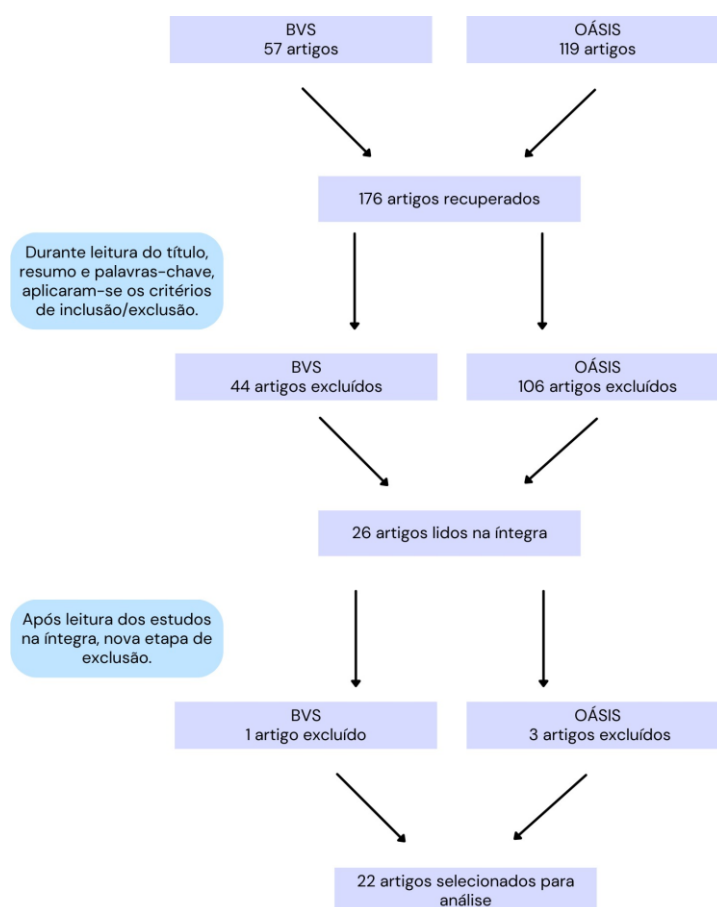 BVS
57 artigos
OÁSIS
119 artigos
176 artigos recuperados
Durante leitura do título,
resumo e palavras-chave,
aplicaram-se os critérios
de inclusão/exclusão.
BVS
44 artigos excluídos
OÁSIS
106 artigos excluídos
26 artigos lidos na íntegra
Após leitura dos estudos
na íntegra, nova etapa de
exclusão.
BVS
1 artigo excluído
OÁSIS
3 artigos excluídos
22 artigos selecionados para
análise